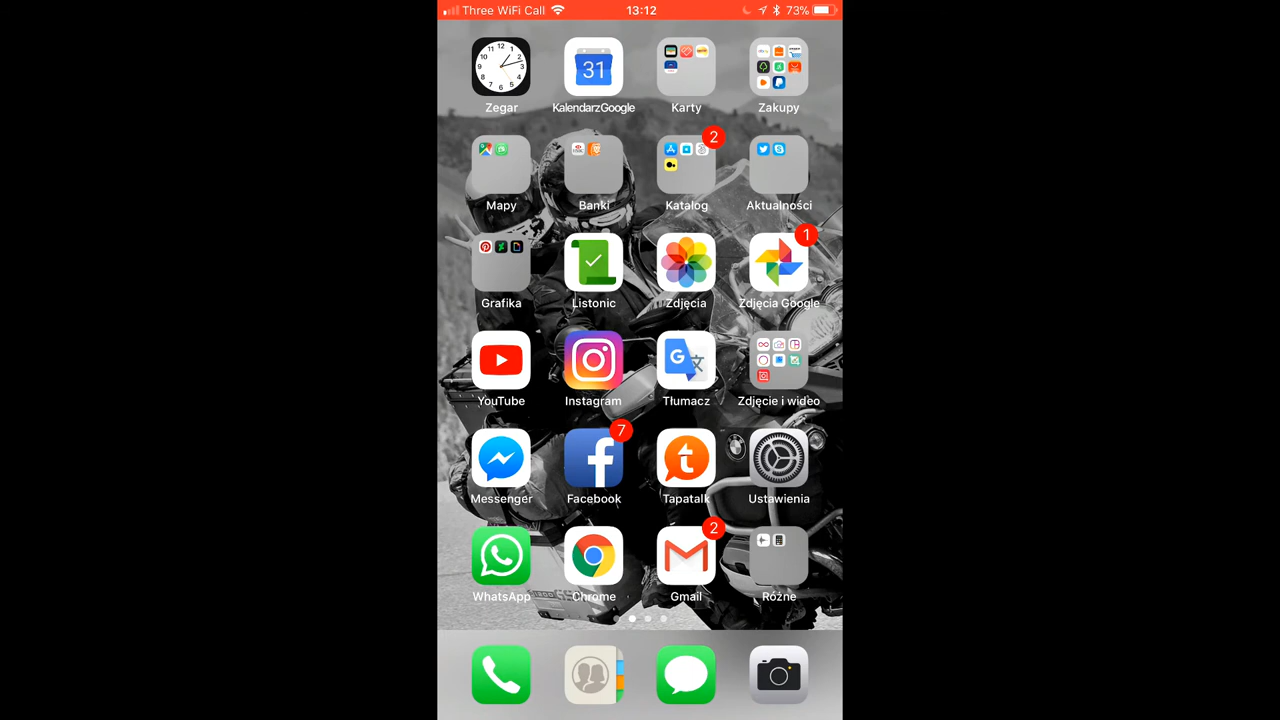 Three WiFi Call 13:12 73%
31
Zegar KalendarzGoogle Karty Zakupy
2
Mapy Banki Katalog Aktualności
1
Grafika Listonic Zdjęcia Zdjęcia Google
YouTube Instagram Tłumacz Zdjęcie i wideo
7
Messenger Facebook Tapatalk Ustawienia
2
WhatsApp Chrome Gmail Różne